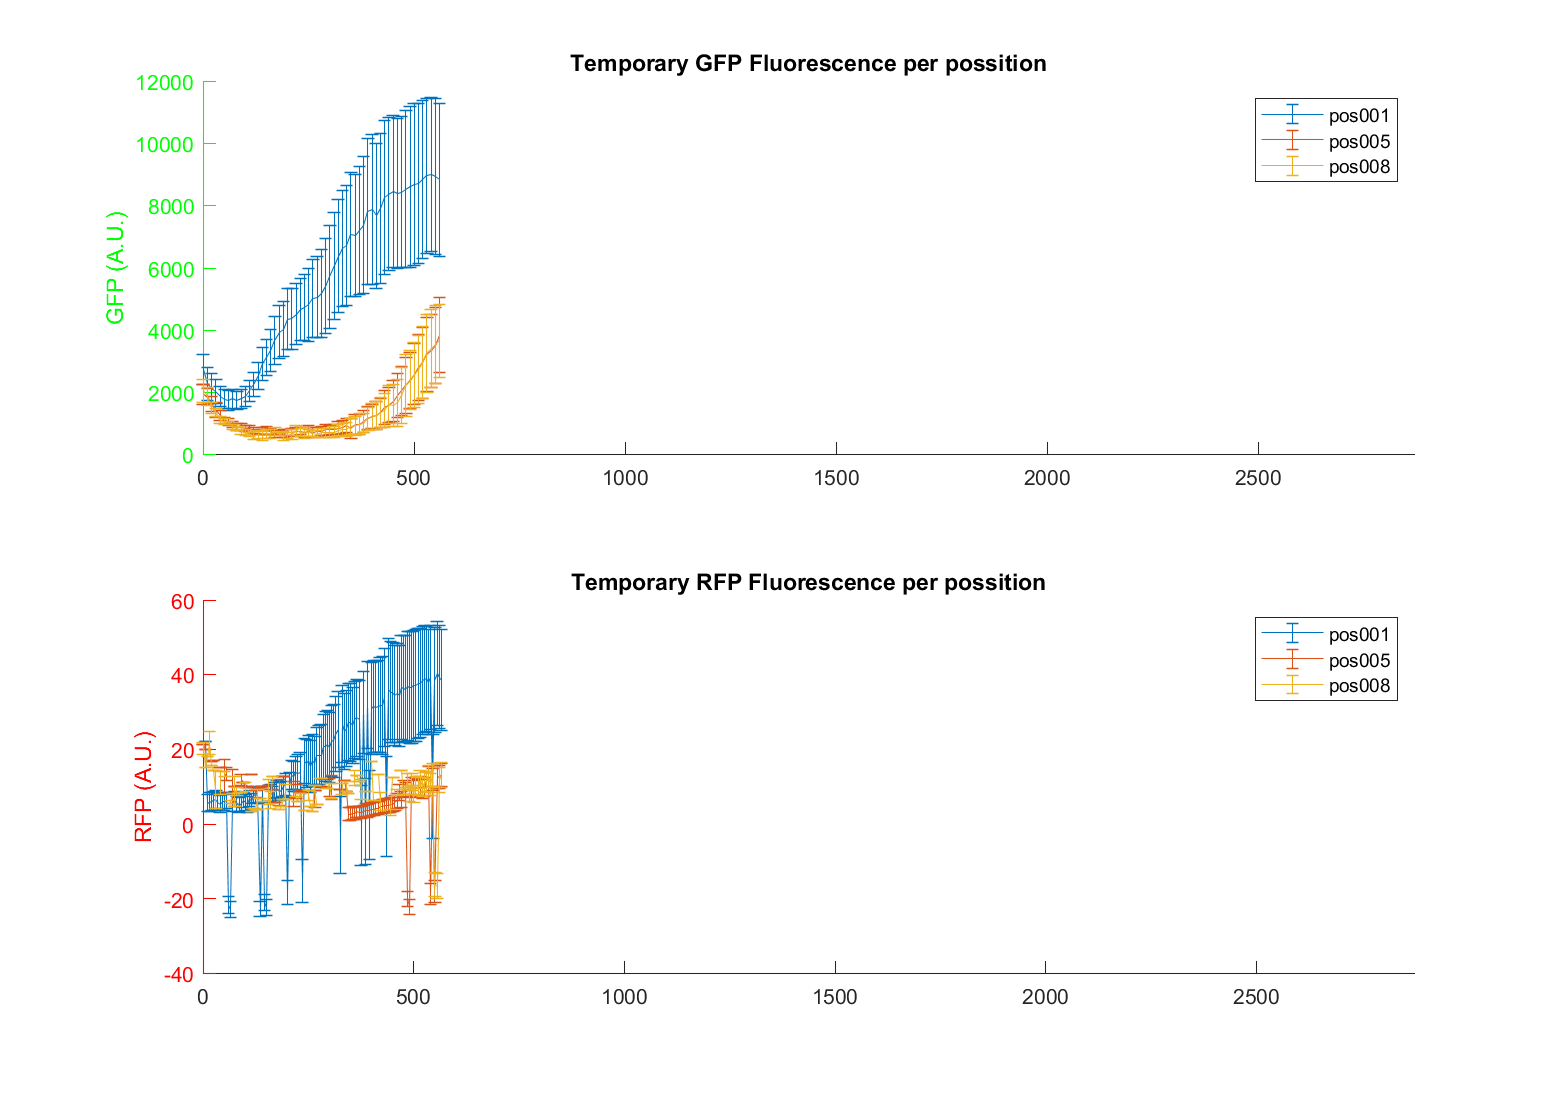 Temporary GFP Fluorescence per possition
12000
10000
8000
6000
4000
2000
0
GFP (A.U.)
pos001
pos005
pos008
0 500 1000 1500 2000 2500
Temporary RFP Fluorescence per possition
60
40
20
0
-20
-40
RFP (A.U.)
pos001
pos005
pos008
0 500 1000 1500 2000 2500